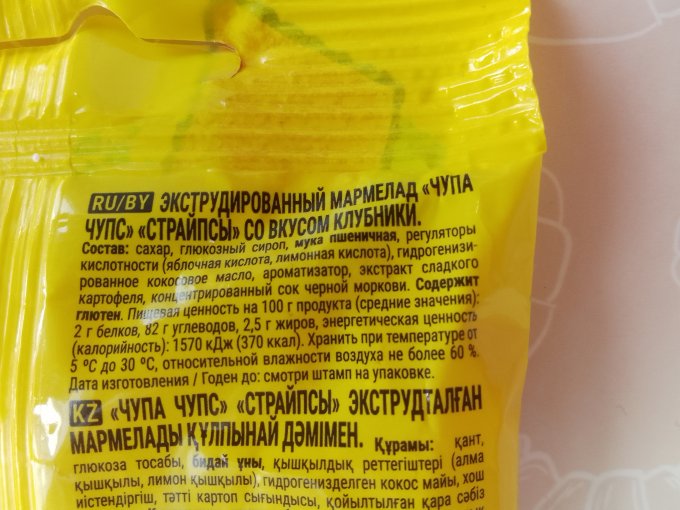 RU/BY ЭКСТРУДИРОВАННЫЙ МАРМЕЛАД «ЧУПА
ЧУПС» «СТРАЙПСЫ» СО ВКУСОМ КЛУБНИКИ.
Состав: сахар, глюкозный сироп, мука пшеничная, регуляторы
кислотности (яблочная кислота, лимонная кислота), гидрогенизи-
рованное кокосовое масло, ароматизатор, экстракт сладкого
картофеля, концентрированный сок черной моркови. Содержит
глютен. Пищевая ценность на 100 г продукта (средние значения):
2 г белков, 82 г углеводов, 2,5 г жиров, энергетическая ценность
(калорийность): 1570 кДж (370 ккал). Хранить при температуре от
5 ºС до 30 ºС, относительной влажности воздуха не более 60 %.
Дата изготовления / Годен до: смотри штамп на упаковке.
KZ «ЧУПА ЧУПС» «СТРАЙПСЫ» ЭКСТРУДТАЛҒАН
МАРМЕЛАДЫ ҚҰЛПЫНАЙ ДӘМІМЕН. Құрамы: қант,
глюкоза тосабы, бидай ұны, қышқылдық реттегіштері (алма
қышқылы, лимон қышқылы), гидрогенизделген кокос майы, хош
иістендіргіш, тәтті картоп сығындысы, қойылтылған қара сәбіз